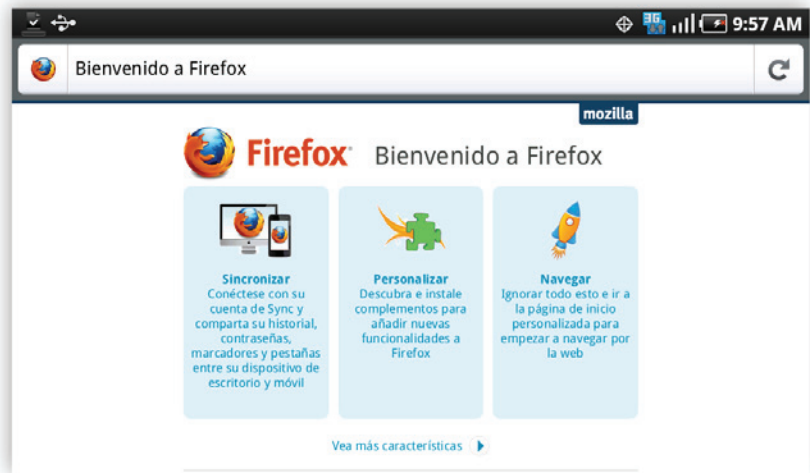 3G
9:57 AM
Bienvenido a Firefox
mozilla
Firefox Bienvenido a Firefox
Sincronizar
Conéctese con su
cuenta de Sync y
comparta su historial,
contraseñas,
marcadores y pestañas
entre su dispositivo de
escritorio y móvil
Personalizar
Descubra e instale
complementos para
añadir nuevas
funcionalidades a
Firefox
Navegar
Ignorar todo esto e ir a
la página de inicio
personalizada para
empezar a navegar por
la web
Vea más características